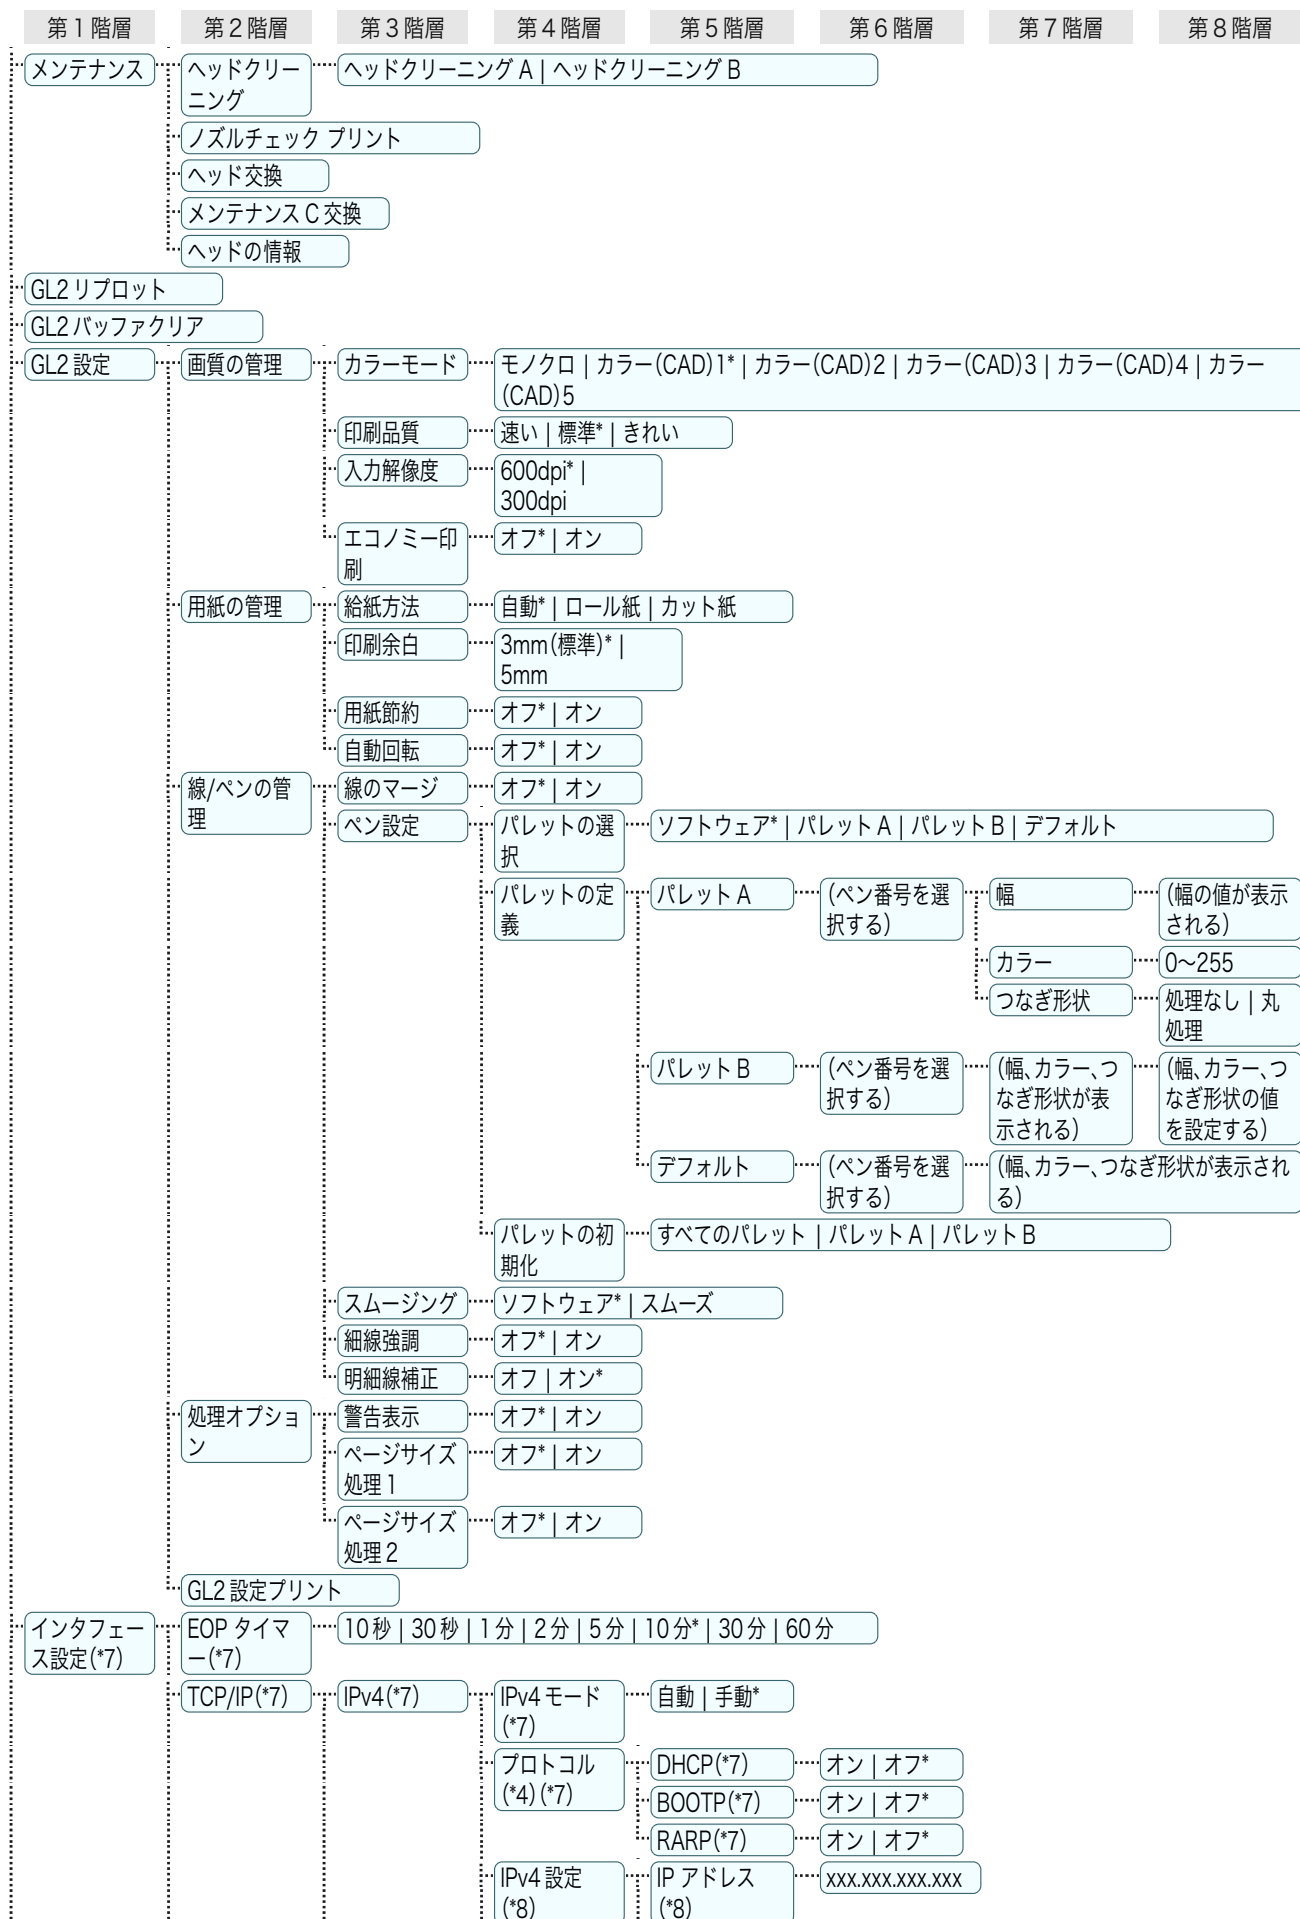 第1階層 第2階層 第3階層 第4階層 第5階層 第6階層 第7階層 第8階層
メンテナンス ヘッドクリー ヘッドクリーニング A | ヘッドクリーニング B
ニング
ノズルチェック プリント
ヘッド交換
メンテナンス C 交換
ヘッドの情報
GL2 リプロット
GL2 バッファクリア
GL2 設定 画質の管理 カラーモード モノクロ | カラー(CAD)1* | カラー(CAD)2 | カラー(CAD)3 | カラー(CAD)4 | カラー
(CAD)5
印刷品質 速い | 標準* | きれい
入力解像度 600dpi* |
300dpi
エコノミー印 オフ* | オン
刷
用紙の管理 給紙方法 自動* | ロール紙 | カット紙
印刷余白 3mm(標準)* |
5mm
用紙節約 オフ* | オン
自動回転 オフ* | オン
線/ペンの管 線のマージ オフ* | オン
理
ペン設定 パレットの選 ソフトウェア* | パレット A | パレット B | デフォルト
択
パレットの定 パレット A (ペン番号を選 幅 (幅の値が表示
義 択する) される)
カラー 0〜255
つなぎ形状 処理なし | 丸
処理
パレット B (ペン番号を選 (幅、カラー、つ (幅、カラー、つ
択する) なぎ形状が表 なぎ形状の値
示される) を設定する)
デフォルト (ペン番号を選 (幅、カラー、つなぎ形状が表示され
択する) る)
パレットの初 すべてのパレット | パレット A | パレット B
期化
スムージング ソフトウェア* | スムーズ
細線強調 オフ* | オン
明細線補正 オフ | オン*
処理オプショ 警告表示 オフ* | オン
ン
ページサイズ オフ* | オン
処理1
ページサイズ オフ* | オン
処理2
GL2 設定プリント
インタフェー EOP タイマ 10秒 | 30秒 | 1分 | 2分 | 5分 | 10分* | 30分 | 60分
ス設定(*7) ー(*7)
TCP/IP(*7) IPv4(*7) IPv4 モード 自動 | 手動*
(*7)
プロトコル DHCP(*7) オン | オフ*
(*4)(*7)
BOOTP(*7) オン | オフ*
RARP(*7) オン | オフ*
IPv4 設定 IP アドレス xxx.xxx.xxx.xxx
(*8) (*8)